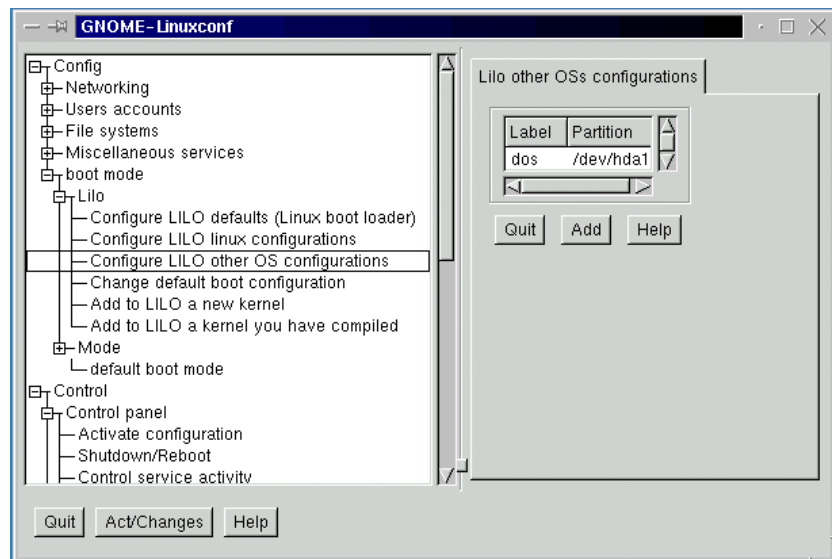 GNOME-Linuxconf
Config
Networking
Users accounts
File systems
Miscellaneous services
boot mode
Lilo
Configure LILO defaults (Linux boot loader)
Configure LILO linux configurations
Configure LILO other OS configurations
Change default boot configuration
Add to LILO a new kernel
Add to LILO a kernel you have compiled
Mode
default boot mode
Control
Control panel
Activate configuration
Shutdown/Reboot
Control service activity
Quit Act/Changes Help
Lilo other OSs configurations
Label Partition
dos /dev/hda1
Quit Add Help